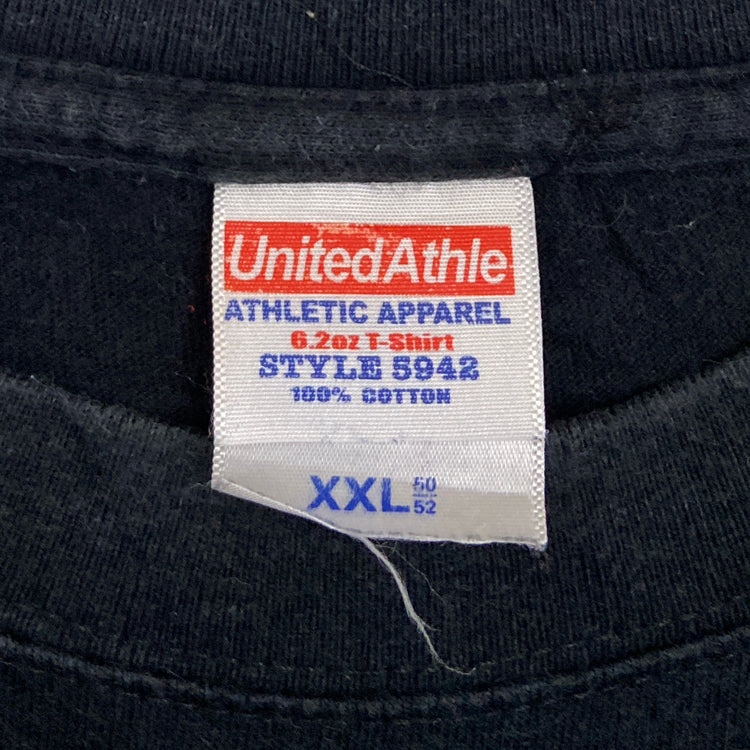 UnitedAthle
ATHLETIC APPAREL
6.2oz T-Shirt
STYLE 5942
100% COTTON
XXL 50
52